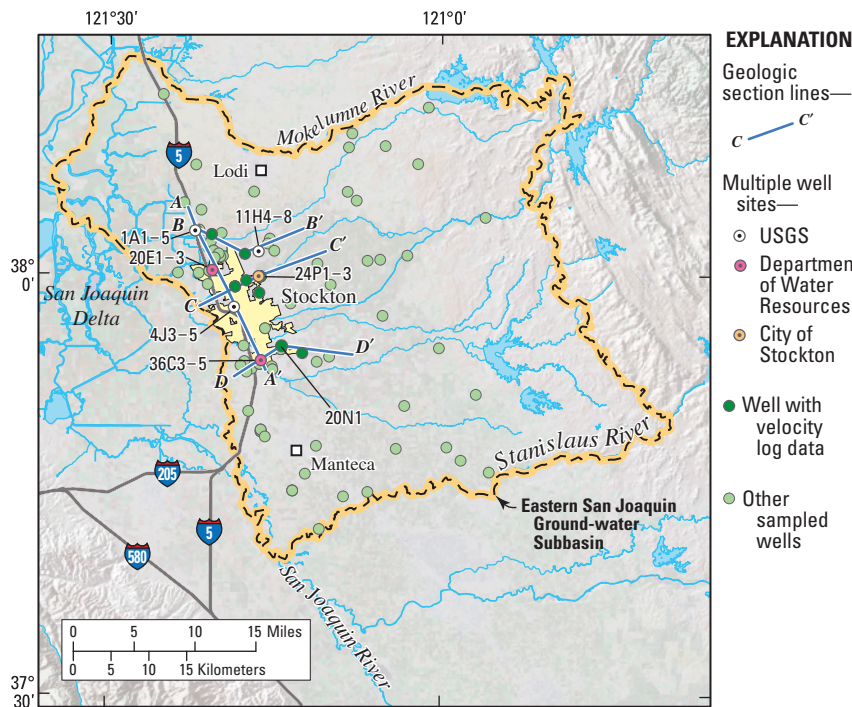 121°30'
121°0'
EXPLANATION
Geologic
section lines—
C C'
Multiple well
sites—
USGS
Departmen
of Water
Resources
City of
Stockton
Well with
velocity
log data
Other
sampled
wells
Mokelumne River
5
Lodi
A
B
1A1–5
11H4–8
B'
20E1–3
C'
38°
0'
24P1–3
San Joaquin
Delta
C
Stockton
4J3–5
36C3–5
D'
D
A'
20N1
Stanislaus River
Manteca
205
Eastern San Joaquin
Ground-water
Subbasin
5
580
San Joaquin River
0 5 10 15 Miles
0 5 10 15 Kilometers
37°
30'